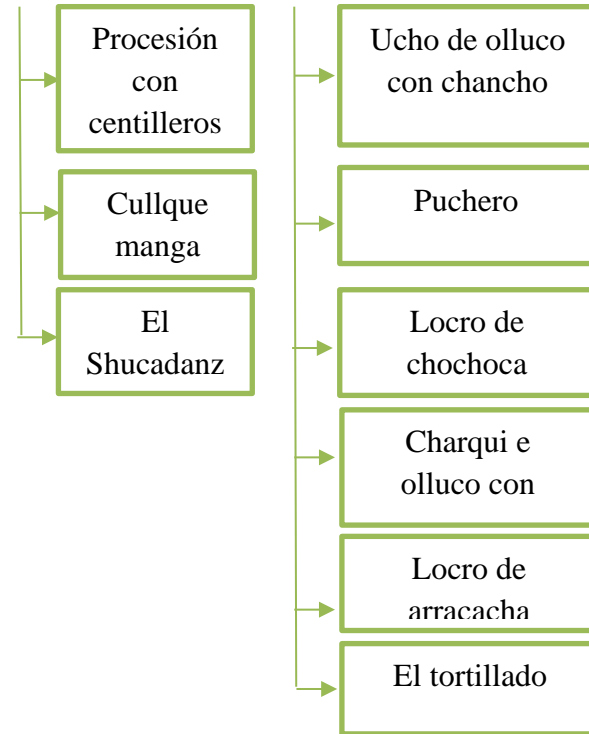 Procesión
con
centilleros
Cullque
manga
El
Shucadanz
Ucho de olluco
con chancho
Puchero
Locro de
chochoca
Charqui e
olluco con
Locro de
arracacha
El tortillado